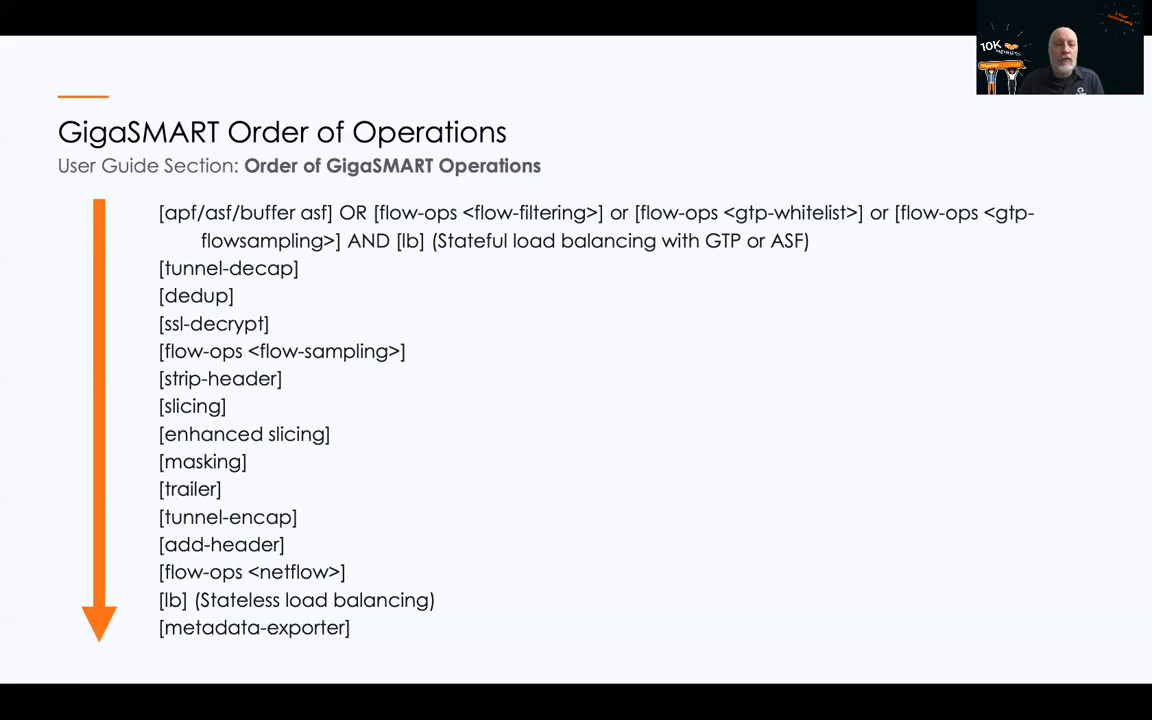 GigaSMART Order of Operations
User Guide Section: Order of GigaSMART Operations
[apf/asf/buffer asf] OR [flow-ops <flow-filtering>] or [flow-ops <gtp-whitelist>] or [flow-ops <gtp-
flowsampling>] AND [lb] (Stateful load balancing with GTP or ASF)
[tunnel-decap]
[dedup]
[ssl-decrypt]
[flow-ops <flow-sampling>]
[strip-header]
[slicing]
[enhanced slicing]
[masking]
[trailer]
[tunnel-encap]
[add-header]
[flow-ops <netflow>]
[lb] (Stateless load balancing)
[metadata-exporter]
10K